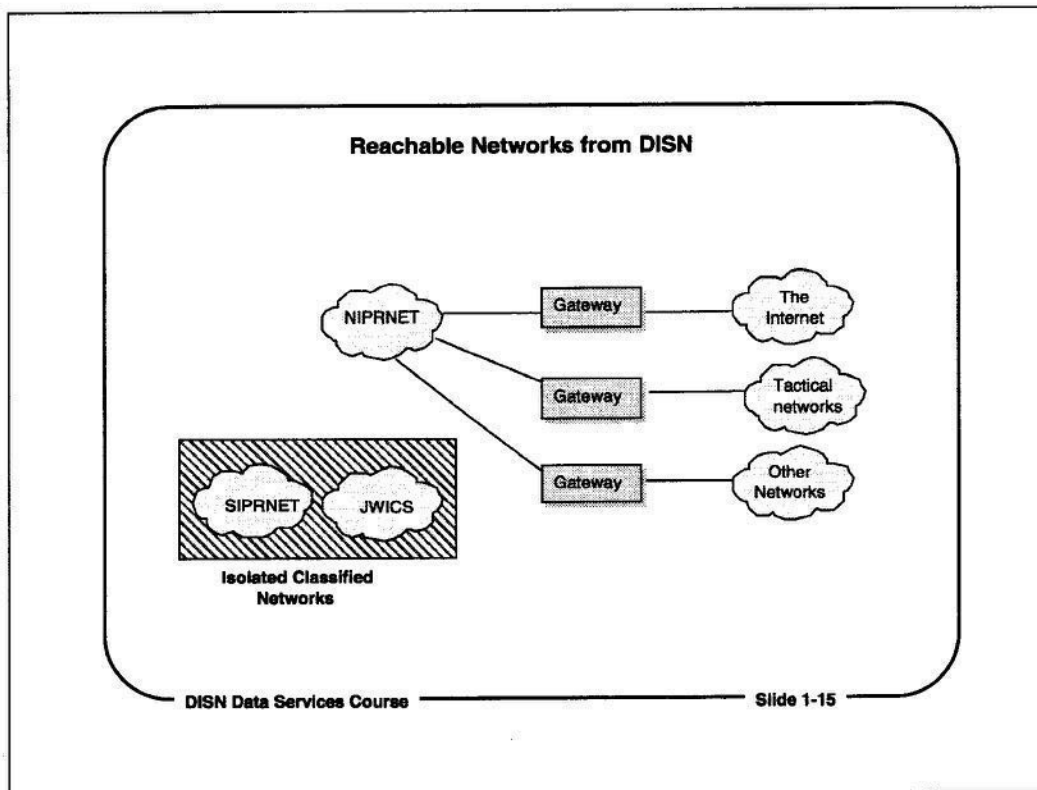 Reachable Networks from DISN
NIPRNET
Gateway
The
Internet
Gateway
Tactical
networks
Gateway
Other
Networks
SIPRNET
JWICS
Isolated Classified
Networks
DISN Data Services Course
Slide 1-15